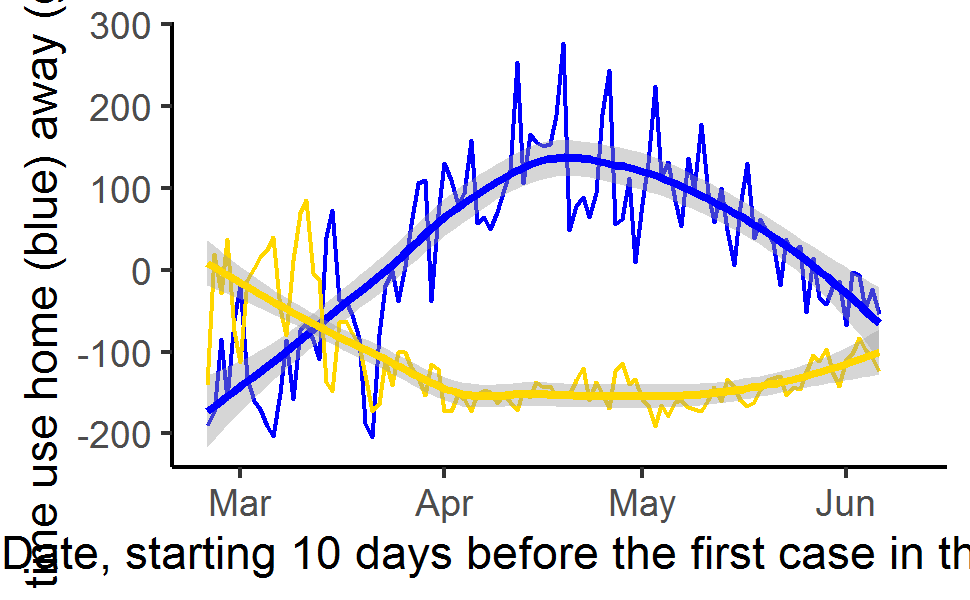 300
200
100
0
-100
-200
time use home (blue) away (
Mar Apr May Jun
Date, starting 10 days before the first case in th